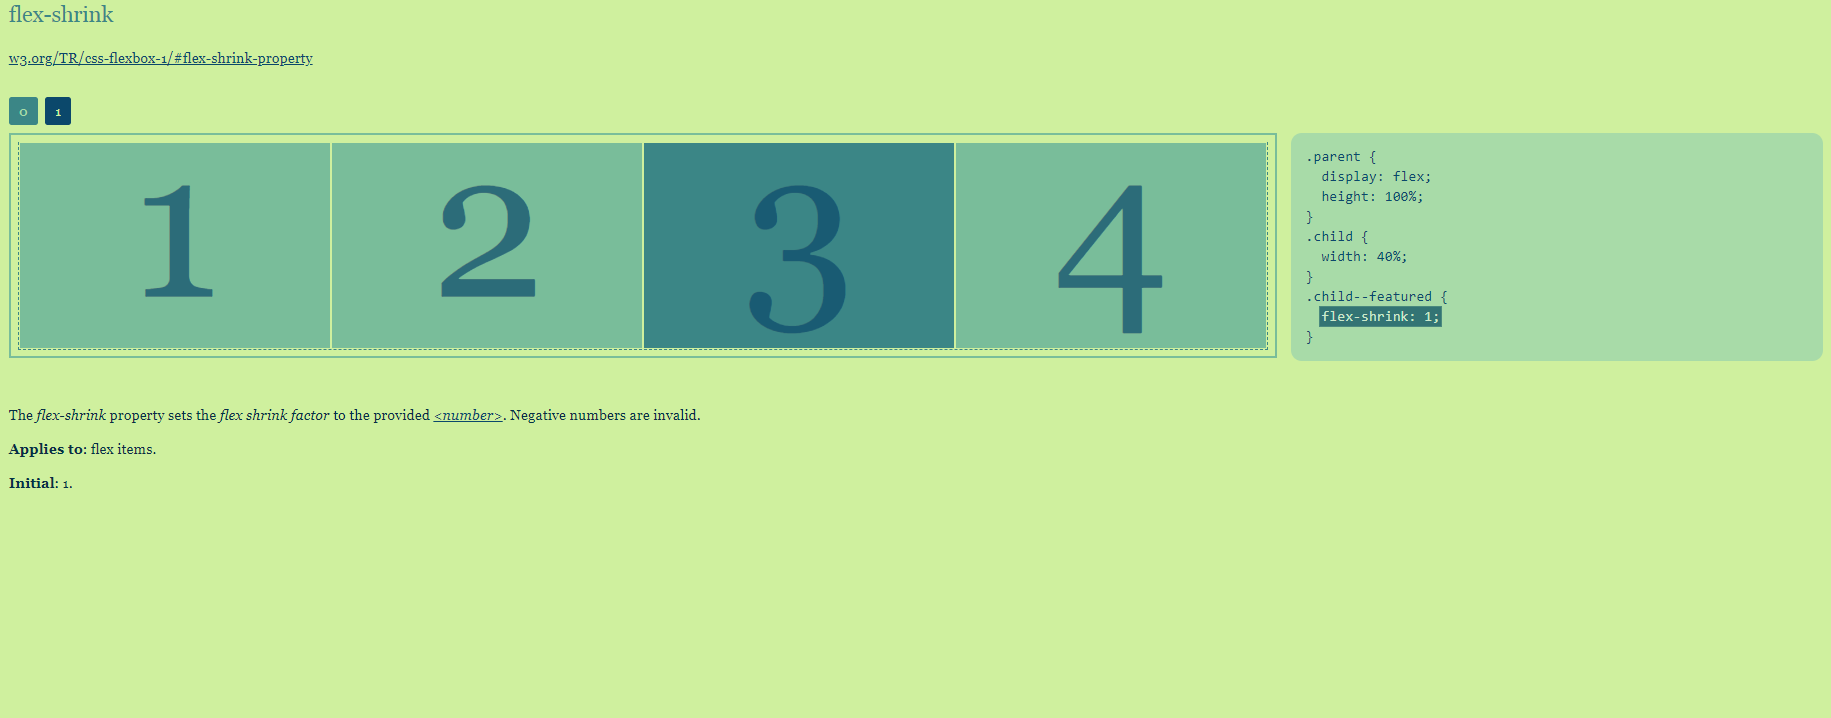 flex-shrink
w3.org/TR/css-flexbox-1/#flex-shrink-property
0 1
1 2 3 4
.parent {
  display: flex;
  height: 100%;
}
.child {
  width: 40%;
}
.child--featured {
  flex-shrink: 1;
}
The flex-shrink property sets the flex shrink factor to the provided <number>. Negative numbers are invalid.
Applies to: flex items.
Initial: 1.